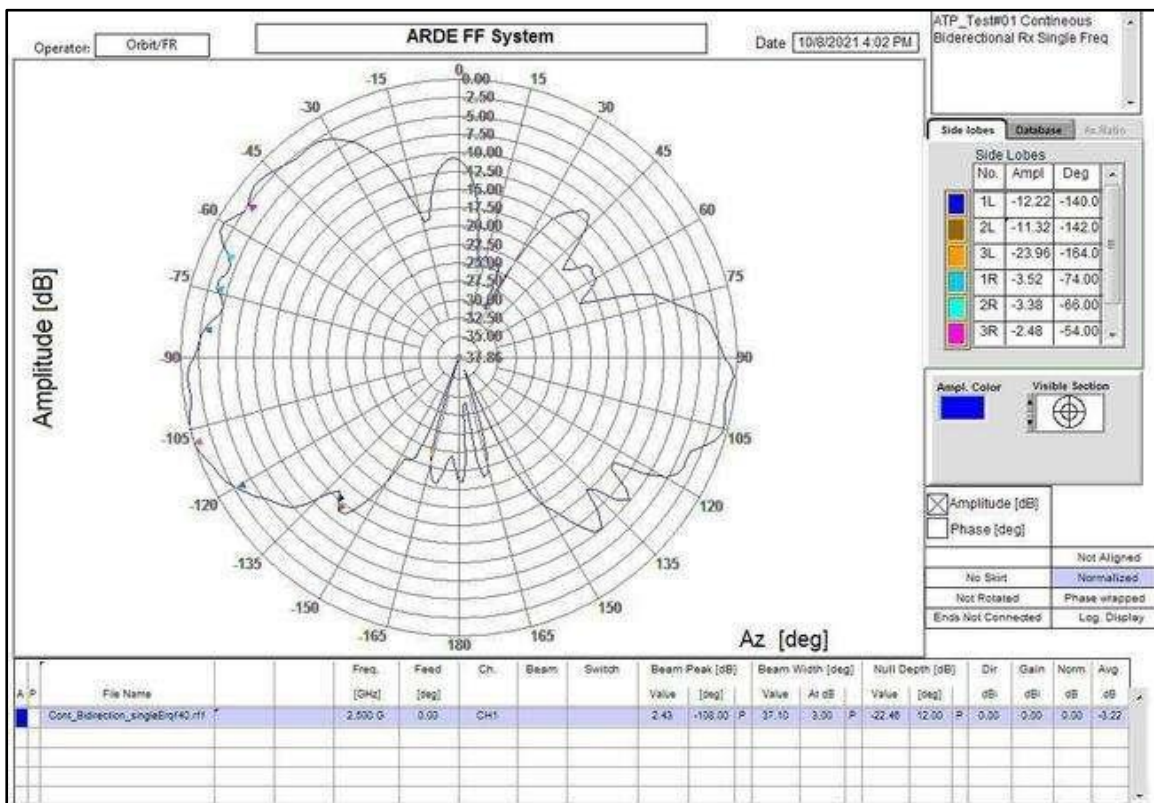 Operator: Orbit/FR
ARDE FF System
Date 10/8/2021 4:02 PM
ATP_Test#01 Contineous
Biderectional Rx Single Freq
0
-15 15
-30 30
-45 45
-60 60
-75 75
-90 90
-105 105
-120 120
-135 135
-150 150
-165 165
180
0.00
-2.50
-5.00
-7.50
-10.00
-12.50
-15.00
-17.50
-20.00
-22.50
-25.00
-27.50
-30.00
-32.50
-35.00
-37.86
Amplitude [dB]
Az [deg]
Side lobes Database Ax Ratio
Side Lobes
No. Ampl Deg
1L -12.22 -140.0
2L -11.32 -142.0
3L -23.96 -164.0
1R -3.52 -74.00
2R -3.38 -66.00
3R -2.48 -54.00
Ampl. Color Visible Section
Amplitude [dB]
Phase [deg]
Not Aligned
No Skirt Normalized
Not Rotated Phase wrapped
Ends Not Connected Log. Display
Freq. Feed Ch. Beam Switch Beam Peak [dB] Beam Width [deg] Null Depth [dB] Dir Gain Norm Avg
A P File Name [GHz] [deg] Value [deg] Value At dB Value [deg] dBi dBi dB dB
2.500 G 0.00 CH1 2.43 -108.00 P 37.10 3.00 P -22.46 12.00 P 0.00 0.00 0.00 -3.22